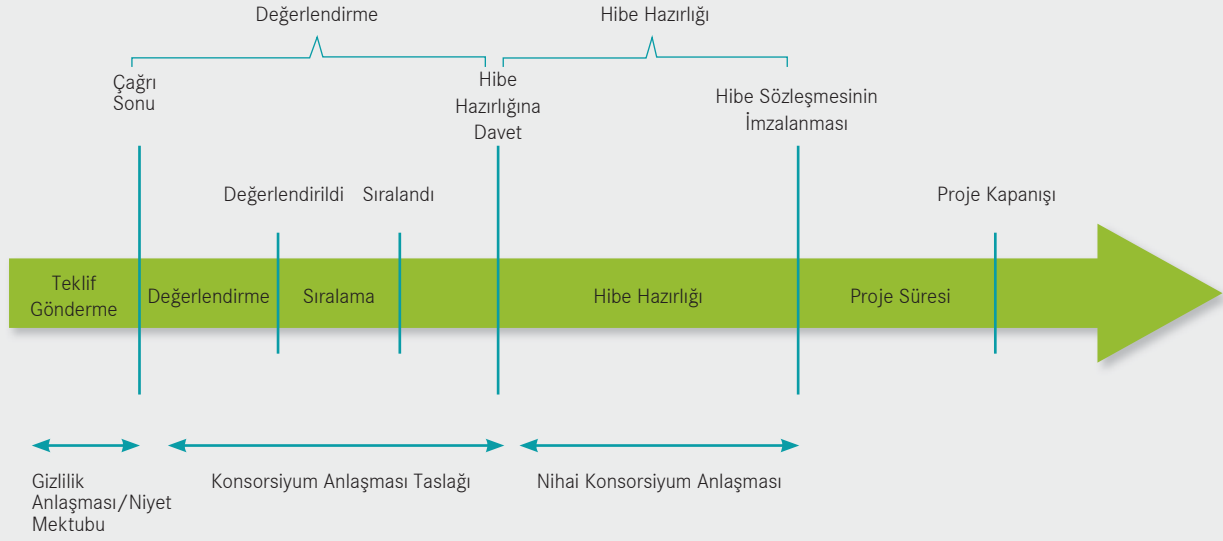 Değerlendirme
Hibe Hazırlığı
Çağrı
Sonu
Hibe
Hazırlığına
Davet
Hibe Sözleşmesinin
İmzalanması
Değerlendirildi
Sıralandı
Proje Kapanışı
Teklif
Gönderme
Değerlendirme
Sıralama
Hibe Hazırlığı
Proje Süresi
Gizlilik
Anlaşması/Niyet
Mektubu
Konsorsiyum Anlaşması Taslağı
Nihai Konsorsiyum Anlaşması